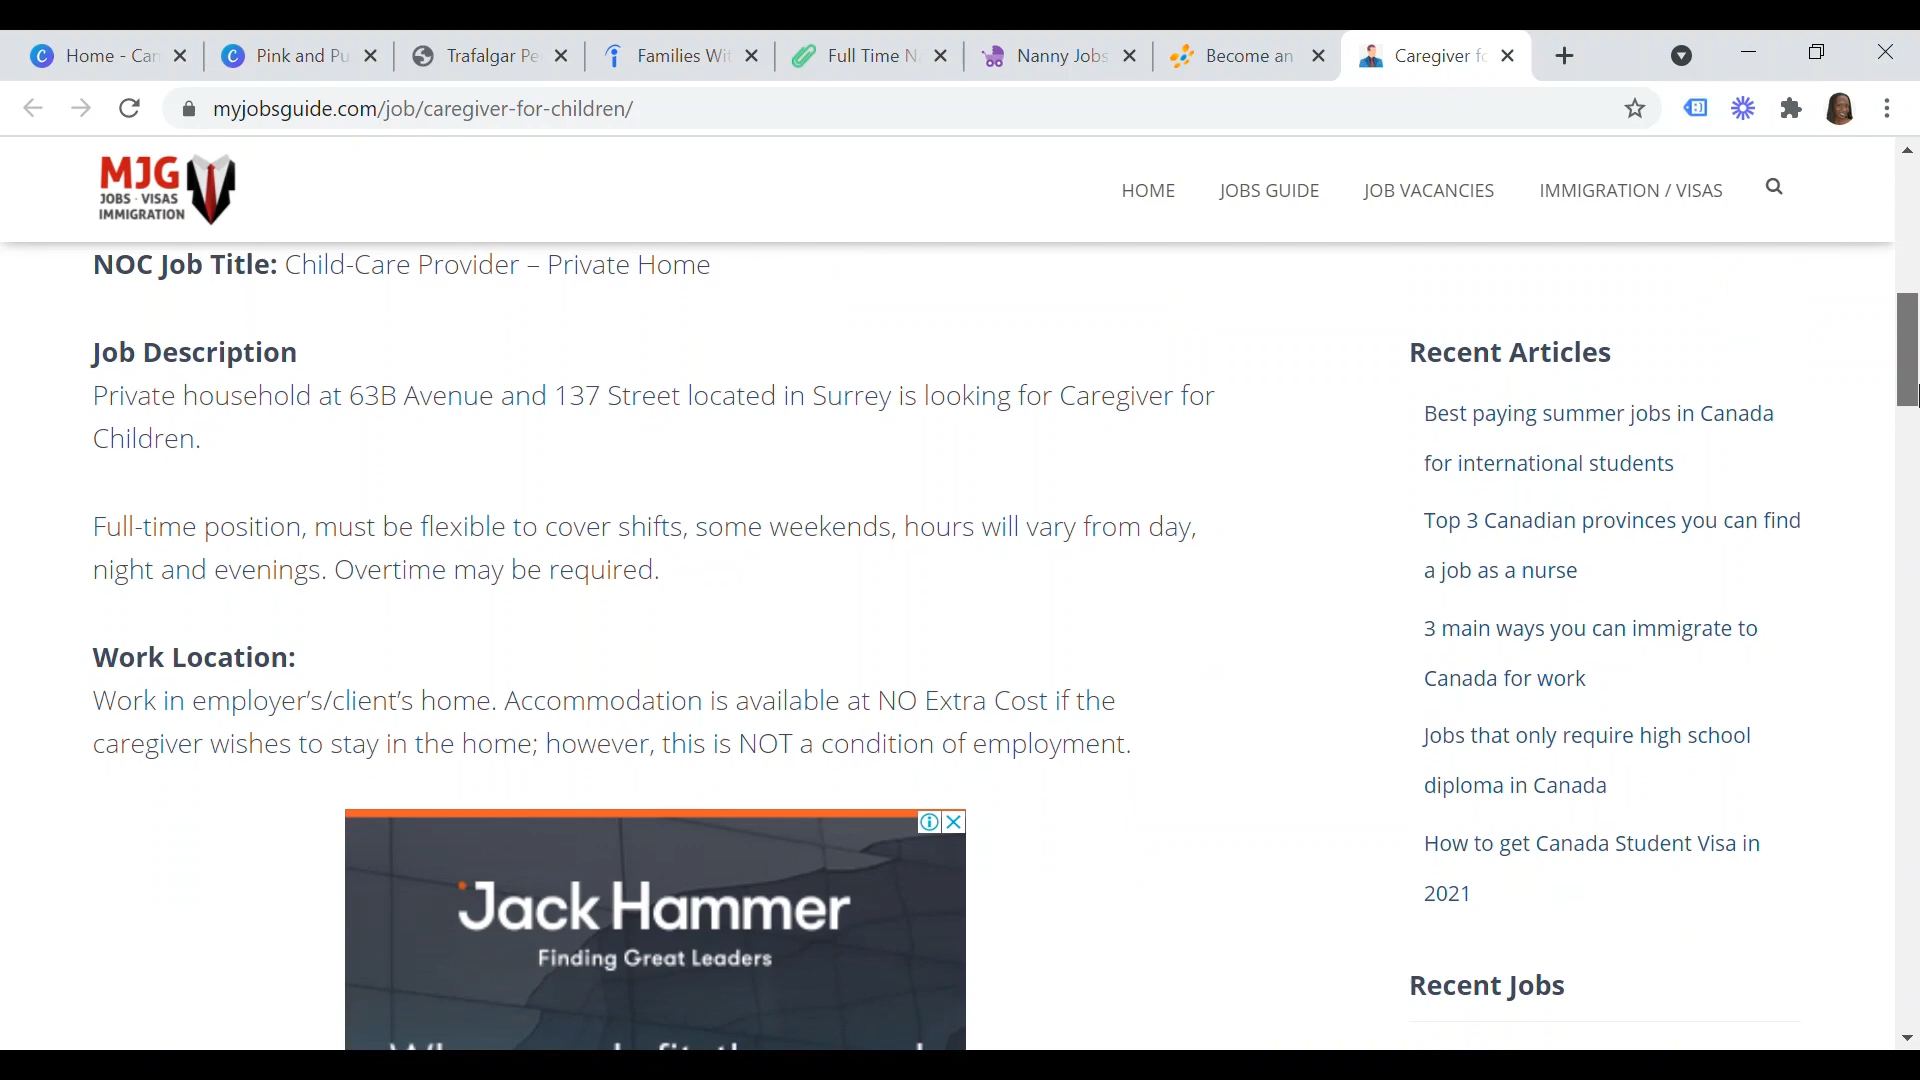 Home - Can
Pink and Pu
Trafalgar Pe
Families Wit
Full Time N
Nanny Jobs
Become an
Caregiver fo
myjobsguide.com/job/caregiver-for-children/
MJG
JOBS · VISAS
IMMIGRATION
HOME
JOBS GUIDE
JOB VACANCIES
IMMIGRATION / VISAS
NOC Job Title: Child-Care Provider – Private Home
Job Description
Private household at 63B Avenue and 137 Street located in Surrey is looking for Caregiver for
Children.
Full-time position, must be flexible to cover shifts, some weekends, hours will vary from day,
night and evenings. Overtime may be required.
Work Location:
Work in employer’s/client’s home. Accommodation is available at NO Extra Cost if the
caregiver wishes to stay in the home; however, this is NOT a condition of employment.
Jack Hammer
Finding Great Leaders
Recent Articles
Best paying summer jobs in Canada
for international students
Top 3 Canadian provinces you can find
a job as a nurse
3 main ways you can immigrate to
Canada for work
Jobs that only require high school
diploma in Canada
How to get Canada Student Visa in
2021
Recent Jobs